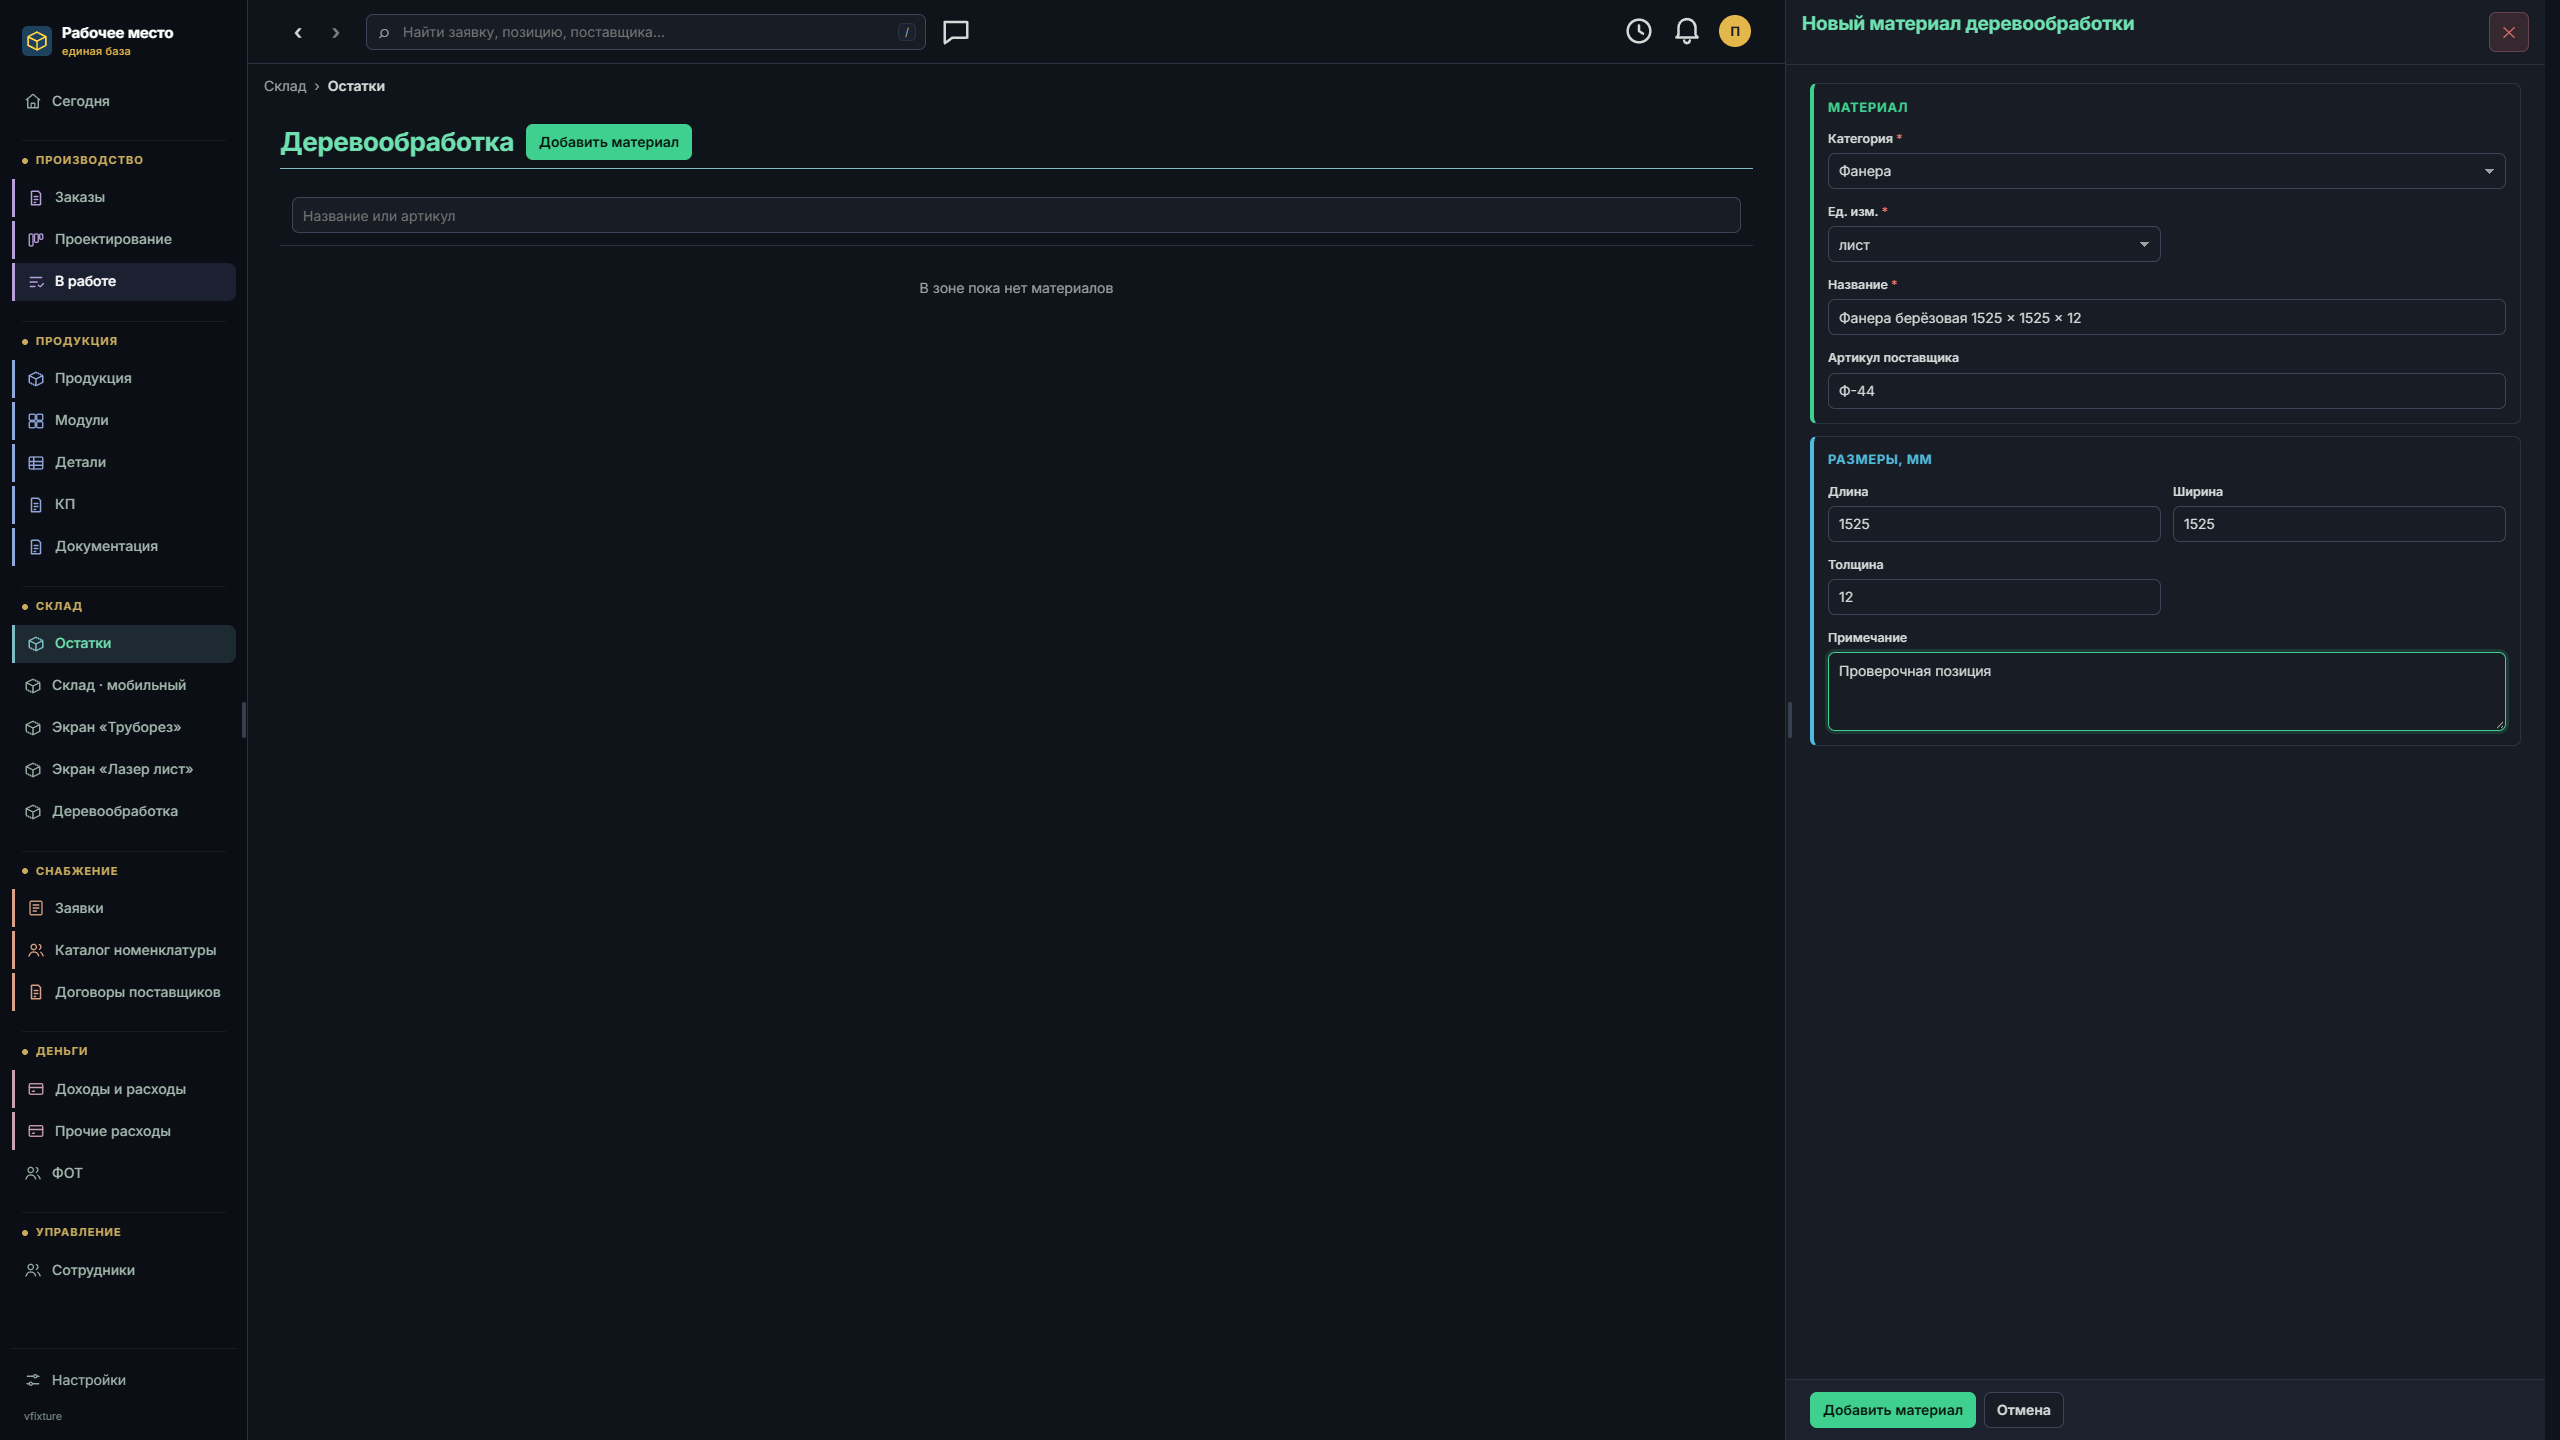 Рабочее место
единая база
Сегодня
ПРОИЗВОДСТВО
Заказы
Проектирование
В работе
ПРОДУКЦИЯ
Продукция
Модули
Детали
КП
Документация
СКЛАД
Остатки
Склад · мобильный
Экран «Труборез»
Экран «Лазер лист»
Деревообработка
СНАБЖЕНИЕ
Заявки
Каталог номенклатуры
Договоры поставщиков
ДЕНЬГИ
Доходы и расходы
Прочие расходы
ФОТ
УПРАВЛЕНИЕ
Сотрудники
Настройки
vfixture
Найти заявку, позицию, поставщика... /
П
Склад › Остатки
Деревообработка Добавить материал
Название или артикул
В зоне пока нет материалов
Новый материал деревообработки
МАТЕРИАЛ
Категория *
Фанера
Ед. изм. *
лист
Название *
Фанера берёзовая 1525 × 1525 × 12
Артикул поставщика
Ф-44
РАЗМЕРЫ, ММ
Длина Ширина
1525 1525
Толщина
12
Примечание
Проверочная позиция
Добавить материал Отмена